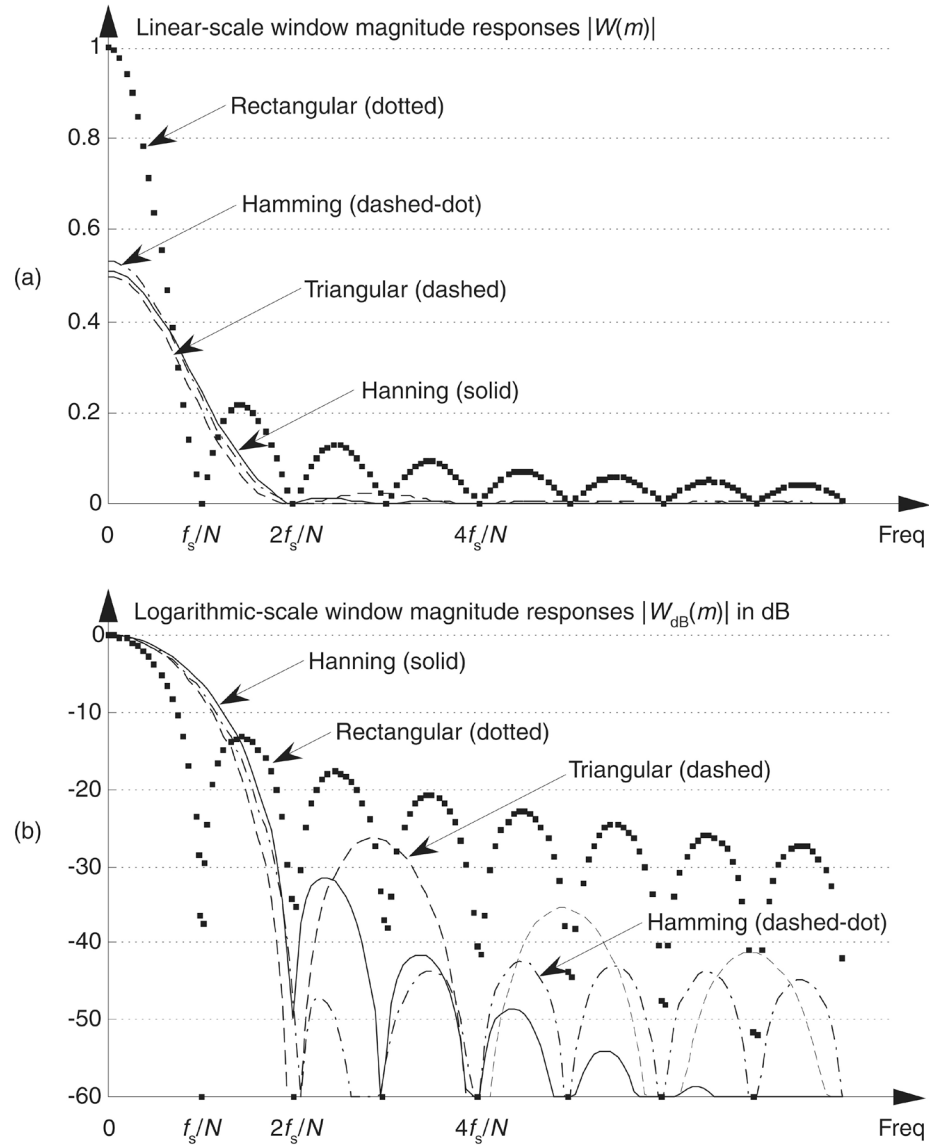 Linear-scale window magnitude responses |W(m)|
1
Rectangular (dotted)
0.8
Hamming (dashed-dot)
0.6
(a)
Triangular (dashed)
0.4
Hanning (solid)
0.2
0
0 fs/N 2fs/N 4fs/N Freq
Logarithmic-scale window magnitude responses |WdB(m)| in dB
0
Hanning (solid)
-10
Rectangular (dotted)
Triangular (dashed)
-20
(b)
-30
Hamming (dashed-dot)
-40
-50
-60
0 fs/N 2fs/N 4fs/N Freq